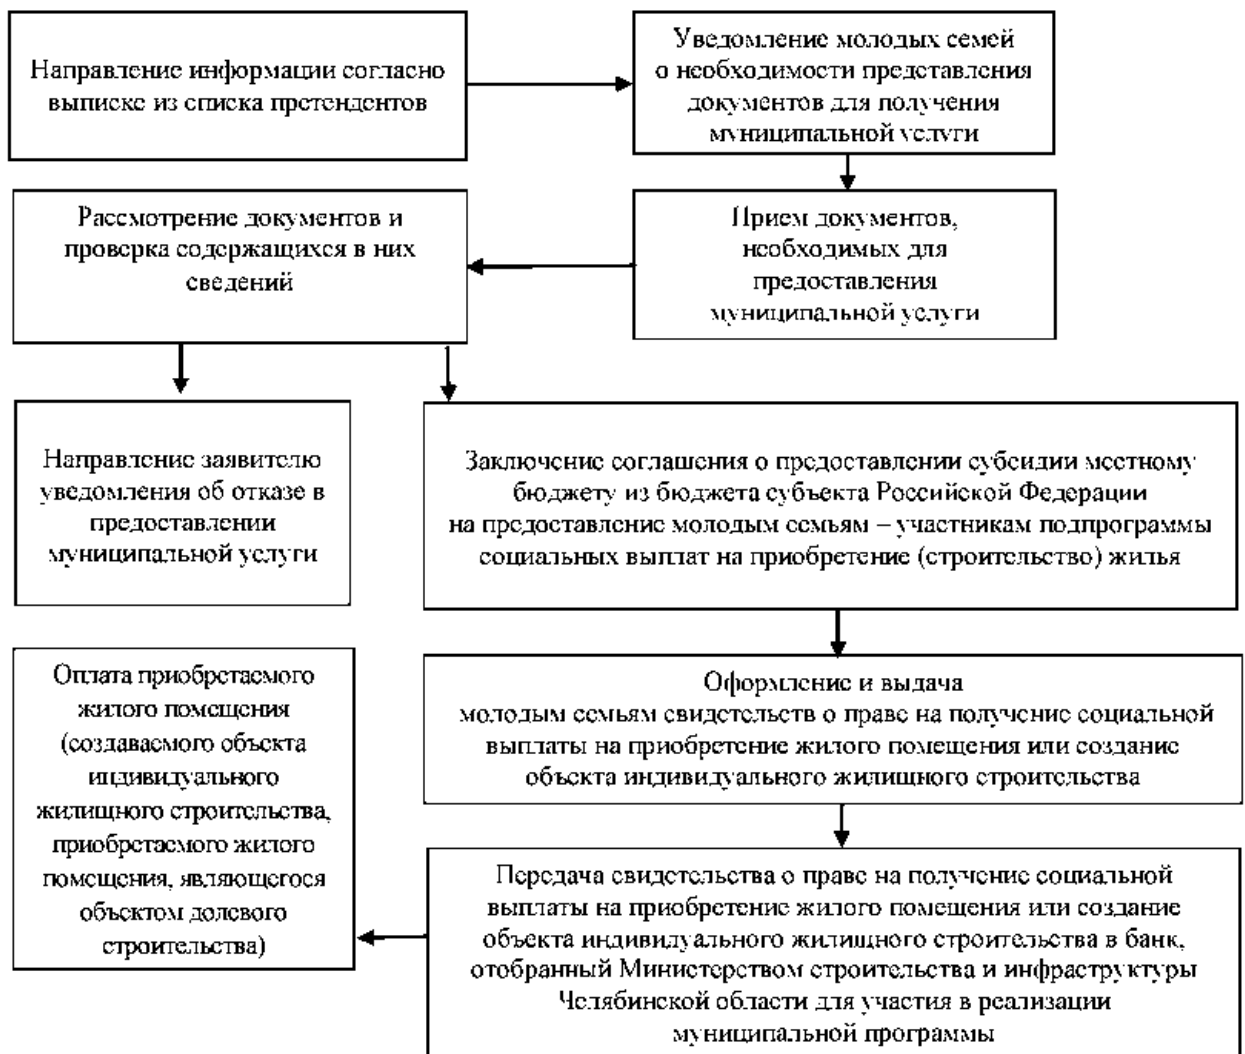 Направление информации согласно
выписке из списка претендентов
Уведомление молодых семей
о необходимости представления
документов для получения
муниципальной услуги
Прием документов,
необходимых для
предоставления
муниципальной услуги
Рассмотрение документов и
проверка содержащихся в них
сведений
Направление заявителю
уведомления об отказе в
предоставлении
муниципальной услуги
Заключение соглашения о предоставлении субсидии местному
бюджету из бюджета субъекта Российской Федерации
на предоставление молодым семьям – участникам подпрограммы
социальных выплат на приобретение (строительство) жилья
Оформление и выдача
молодым семьям свидетельств о праве на получение социальной
выплаты на приобретение жилого помещения или создание
объекта индивидуального жилищного строительства
Передача свидетельства о праве на получение социальной
выплаты на приобретение жилого помещения или создание
объекта индивидуального жилищного строительства в банк,
отобранный Министерством строительства и инфраструктуры
Челябинской области для участия в реализации
муниципальной программы
Оплата приобретаемого
жилого помещения
(создаваемого объекта
индивидуального
жилищного строительства,
приобретаемого жилого
помещения, являющегося
объектом долевого
строительства)